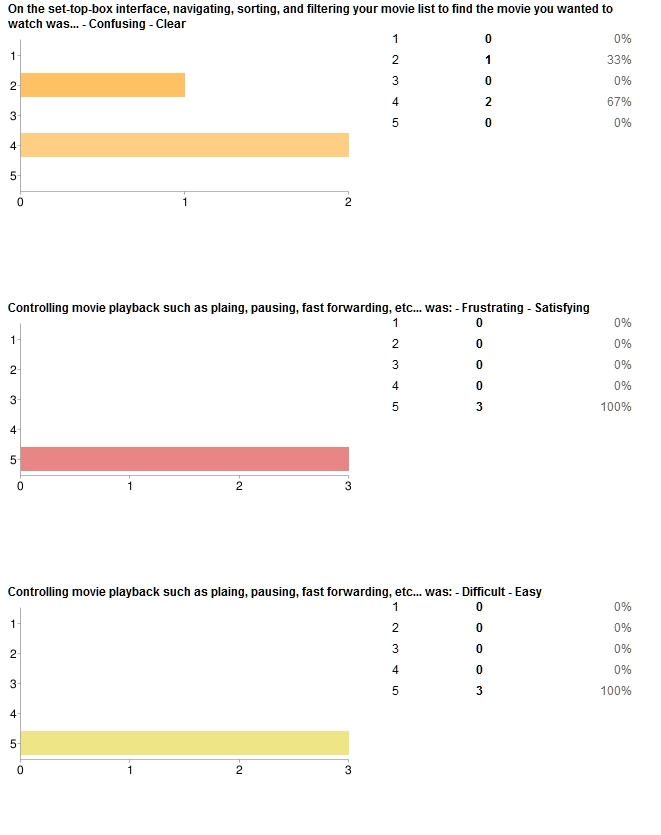 On the set-top-box interface, navigating, sorting, and filtering your movie list to find the movie you wanted to
watch was... - Confusing - Clear
1 0 0%
2 1 33%
3 0 0%
4 2 67%
5 0 0%
1
2
3
4
5
0 1 2
Controlling movie playback such as plaing, pausing, fast forwarding, etc... was: - Frustrating - Satisfying
1 0 0%
2 0 0%
3 0 0%
4 0 0%
5 3 100%
1
2
3
4
5
0 1 2 3
Controlling movie playback such as plaing, pausing, fast forwarding, etc... was: - Difficult - Easy
1 0 0%
2 0 0%
3 0 0%
4 0 0%
5 3 100%
1
2
3
4
5
0 1 2 3